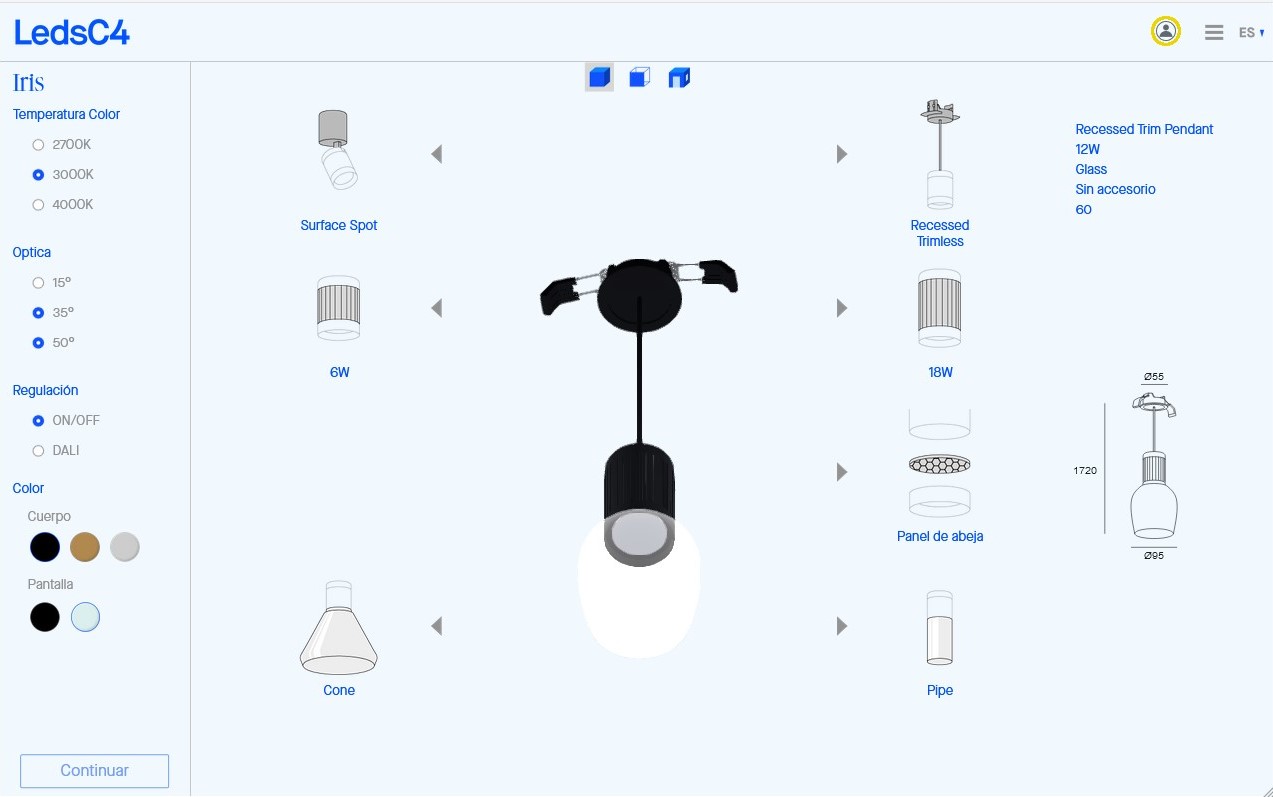 LedsC4
ES
Iris
Temperatura Color
2700K
3000K
4000K
Optica
15º
35º
50º
Regulación
ON/OFF
DALI
Color
Cuerpo
Pantalla
Continuar
Surface Spot
Recessed
Trimless
6W
18W
Panel de abeja
Cone
Pipe
Recessed Trim Pendant
12W
Glass
Sin accesorio
60
Ø55
1720
Ø95